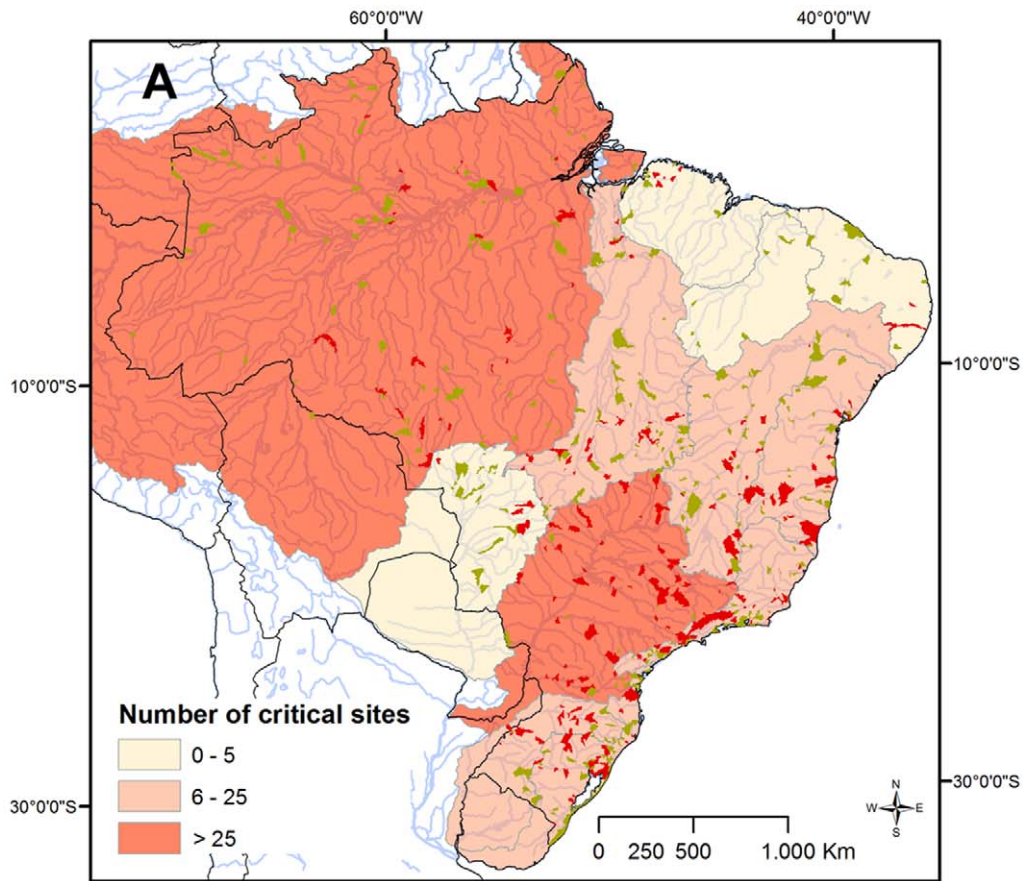 60°0'0"W 40°0'0"W
A
10°0'0"S 10°0'0"S
Number of critical sites
0 - 5
6 - 25
> 25
30°0'0"S 30°0'0"S
N
W E
S
0 250 500 1.000 Km